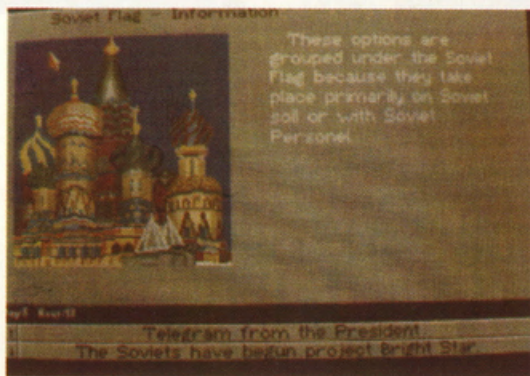 Soviet Flag - Information
These options are
grouped under the Soviet
Flag because they take
place primarily on Soviet
soil or with Soviet
Personel
Telegram from the President.
The Soviets have begun project Bright Star.